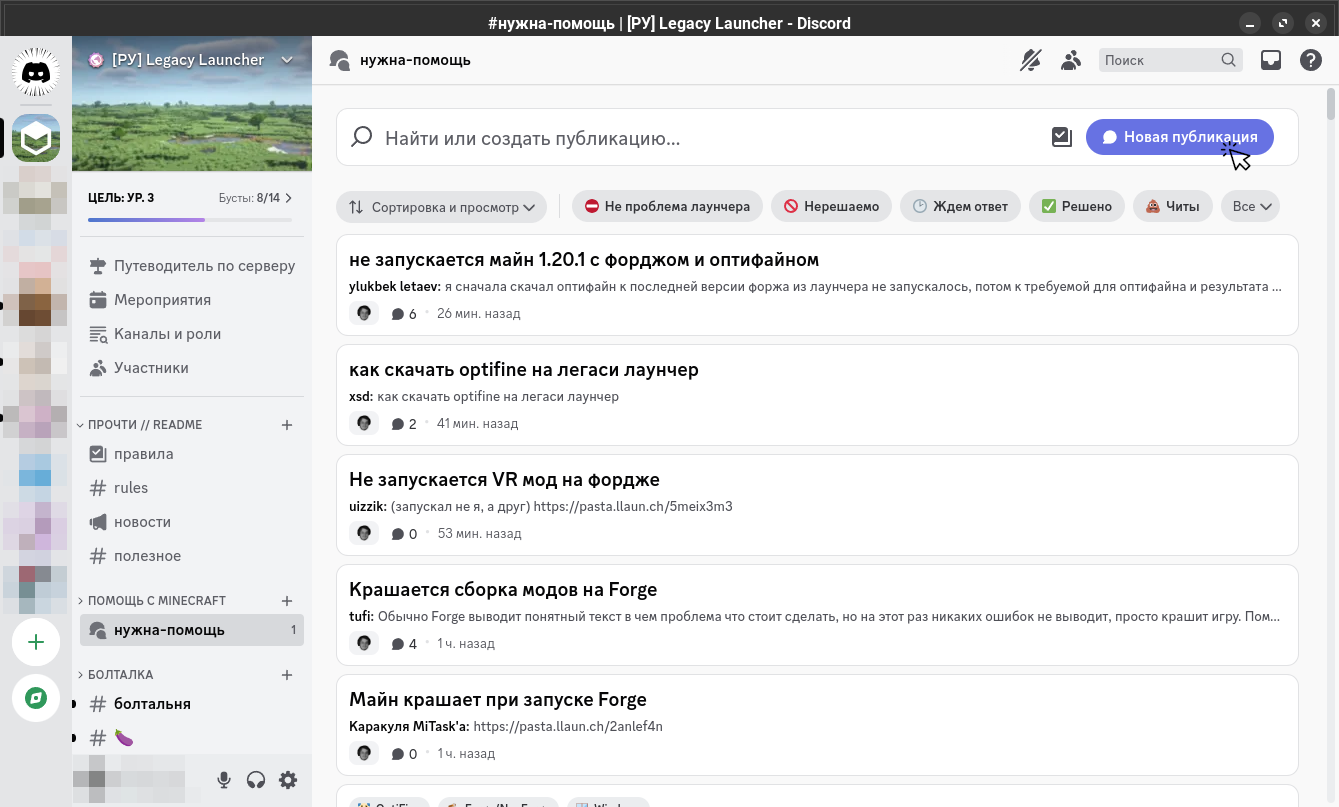 #нужна-помощь | [РУ] Legacy Launcher - Discord
[РУ] Legacy Launcher
нужна-помощь
Поиск
ЦЕЛЬ: УР. 3
Бусты: 8/14
Путеводитель по серверу
Мероприятия
Каналы и роли
Участники
ПРОЧТИ // README
правила
# rules
новости
# полезное
ПОМОЩЬ С MINECRAFT
нужна-помощь 1
БОЛТАЛКА
# болтальня
# 🍆
Найти или создать публикацию...
Новая публикация
Сортировка и просмотр
⛔ Не проблема лаунчера
🚫 Нерешаемо
🕑 Ждем ответ
✅ Решено
💩 Читы
Все
не запускается майн 1.20.1 с форджом и оптифайном
ylukbek letaev: я сначала скачал оптифайн к последней версии форжа из лаунчера не запускалось, потом к требуемой для оптифайна и результата ...
6 • 26 мин. назад
как скачать optifine на легаси лаунчер
xsd: как скачать optifine на легаси лаунчер
2 • 41 мин. назад
Не запускается VR мод на фордже
uizzik: (запускал не я, а друг) https://pasta.llaun.ch/5meix3m3
0 • 53 мин. назад
Крашается сборка модов на Forge
tufi: Обычно Forge выводит понятный текст в чем проблема что стоит сделать, но на этот раз никаких ошибок не выводит, просто крашит игру. Пом...
4 • 1 ч. назад
Майн крашает при запуске Forge
Каракуля MiTask'a: https://pasta.llaun.ch/2anlef4n
0 • 1 ч. назад